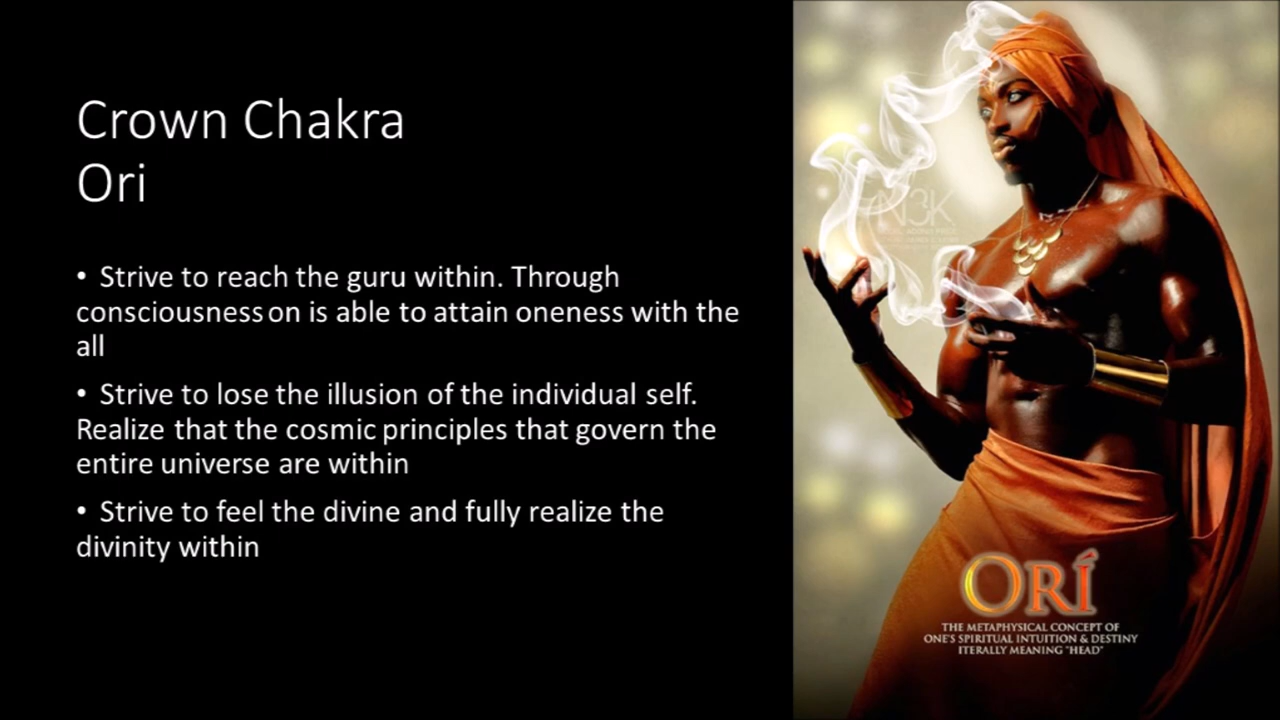 Crown Chakra
Ori
• Strive to reach the guru within. Through
consciousness on is able to attain oneness with the
all
• Strive to lose the illusion of the individual self.
Realize that the cosmic principles that govern the
entire universe are within
• Strive to feel the divine and fully realize the
divinity within
N3K
ORÍ
THE METAPHYSICAL CONCEPT OF
ONE'S SPIRITUAL INTUITION & DESTINY
ITERALLY MEANING "HEAD"